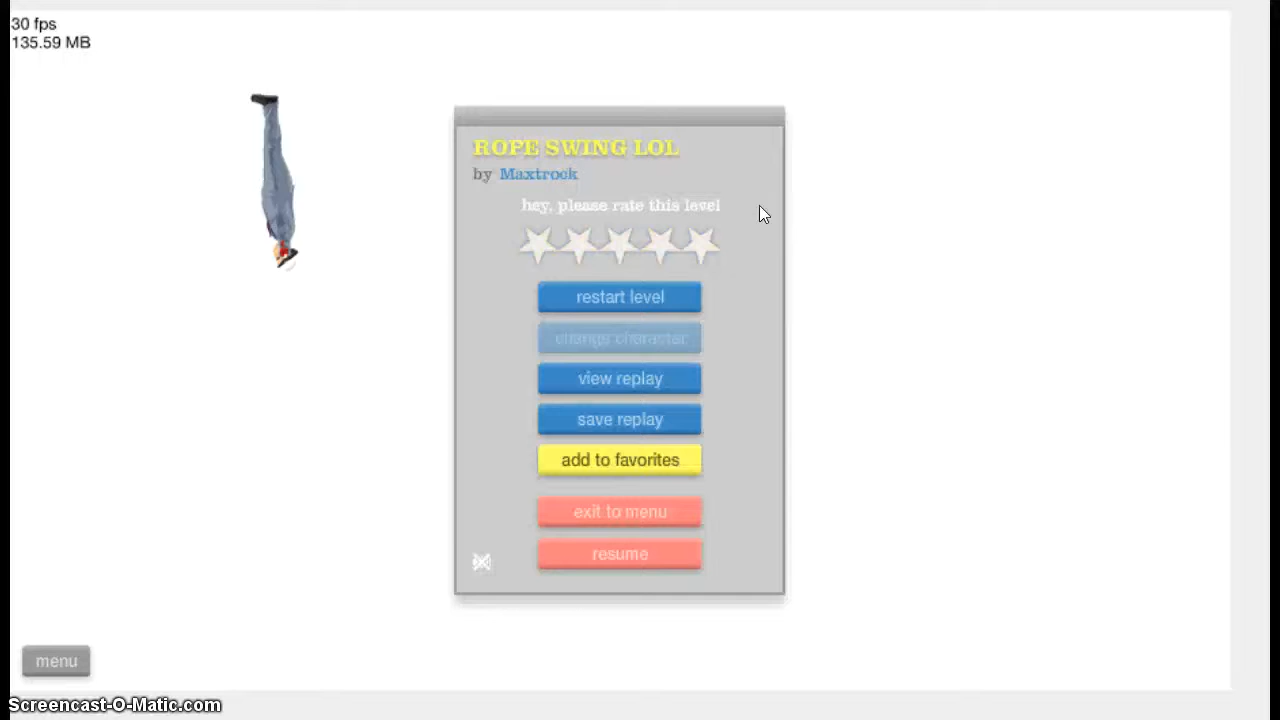 30 fps
135.59 MB
ROPE SWING LOL
by Maxtrock
hey, please rate this level
restart level
change character
view replay
save replay
add to favorites
exit to menu
resume
menu
Screencast-O-Matic.com